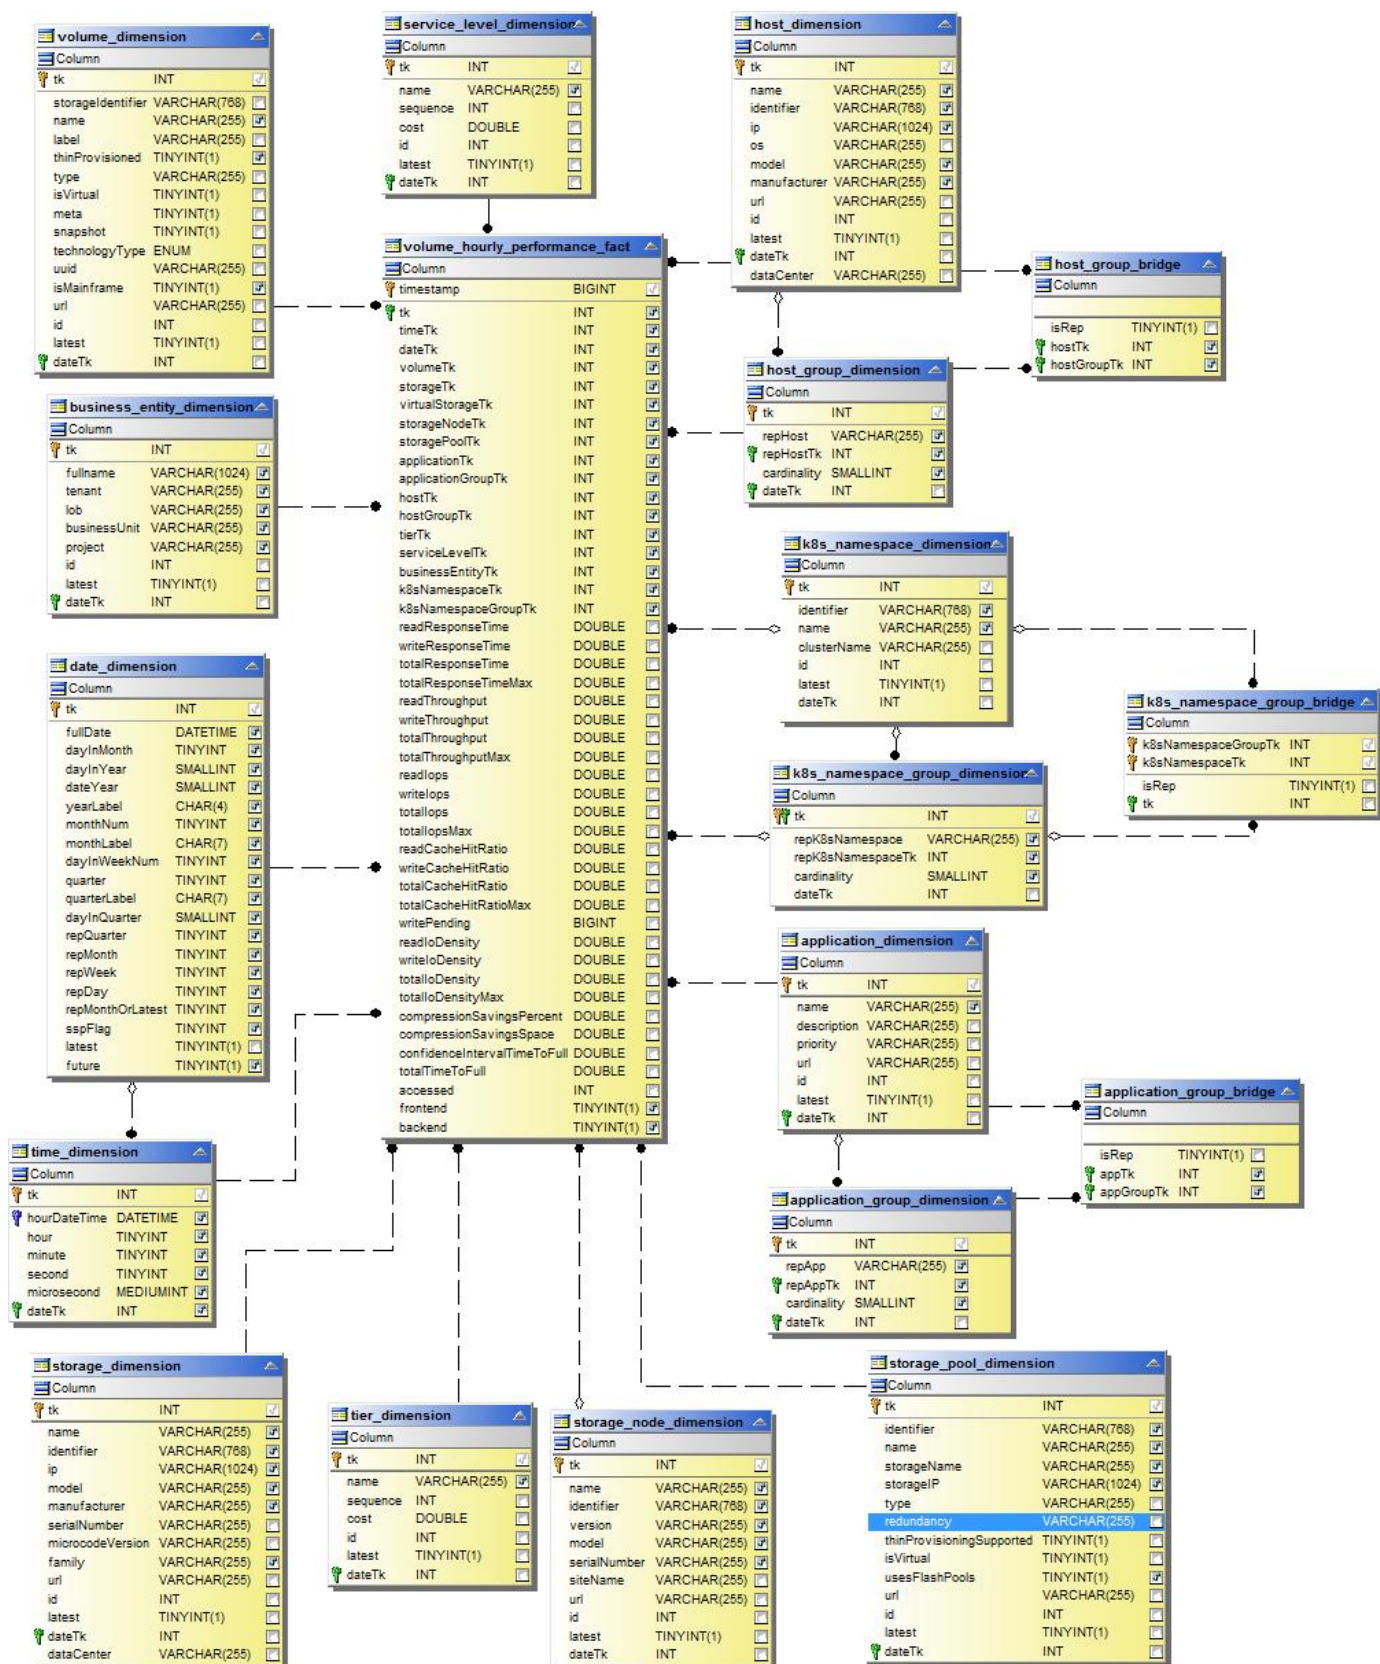 volume_dimension
Column
tk INT
storageIdentifier VARCHAR(768)
name VARCHAR(255)
label VARCHAR(255)
thinProvisioned TINYINT(1)
type VARCHAR(255)
isVirtual TINYINT(1)
meta TINYINT(1)
snapshot TINYINT(1)
technologyType ENUM
uuid VARCHAR(255)
isMainframe TINYINT(1)
url VARCHAR(255)
id INT
latest TINYINT(1)
dateTk INT
service_level_dimension
Column
tk INT
name VARCHAR(255)
sequence INT
cost DOUBLE
id INT
latest TINYINT(1)
dateTk INT
host_dimension
Column
tk INT
name VARCHAR(255)
identifier VARCHAR(768)
ip VARCHAR(1024)
os VARCHAR(255)
model VARCHAR(255)
manufacturer VARCHAR(255)
url VARCHAR(255)
id INT
latest TINYINT(1)
dateTk INT
dataCenter VARCHAR(255)
host_group_bridge
Column
isRep TINYINT(1)
hostTk INT
hostGroupTk INT
volume_hourly_performance_fact
Column
timestamp BIGINT
tk INT
timeTk INT
dateTk INT
volumeTk INT
storageTk INT
virtualStorageTk INT
storageNodeTk INT
storagePoolTk INT
applicationTk INT
applicationGroupTk INT
hostTk INT
hostGroupTk INT
tierTk INT
serviceLevelTk INT
businessEntityTk INT
k8sNamespaceTk INT
k8sNamespaceGroupTk INT
readResponseTime DOUBLE
writeResponseTime DOUBLE
totalResponseTime DOUBLE
totalResponseTimeMax DOUBLE
readThroughput DOUBLE
writeThroughput DOUBLE
totalThroughput DOUBLE
totalThroughputMax DOUBLE
readIops DOUBLE
writeIops DOUBLE
totalIops DOUBLE
totalIopsMax DOUBLE
readCacheHitRatio DOUBLE
writeCacheHitRatio DOUBLE
totalCacheHitRatio DOUBLE
totalCacheHitRatioMax DOUBLE
writePending BIGINT
readIoDensity DOUBLE
writeIoDensity DOUBLE
totalIoDensity DOUBLE
totalIoDensityMax DOUBLE
compressionSavingsPercent DOUBLE
compressionSavingsSpace DOUBLE
confidenceIntervalTimeToFull DOUBLE
totalTimeToFull DOUBLE
accessed INT
frontend TINYINT(1)
backend TINYINT(1)
host_group_dimension
Column
tk INT
repHost VARCHAR(255)
repHostTk INT
cardinality SMALLINT
dateTk INT
business_entity_dimension
Column
tk INT
fullname VARCHAR(1024)
tenant VARCHAR(255)
lob VARCHAR(255)
businessUnit VARCHAR(255)
project VARCHAR(255)
id INT
latest TINYINT(1)
dateTk INT
k8s_namespace_dimension
Column
tk INT
identifier VARCHAR(768)
name VARCHAR(255)
clusterName VARCHAR(255)
id INT
latest TINYINT(1)
dateTk INT
k8s_namespace_group_bridge
Column
k8sNamespaceGroupTk INT
k8sNamespaceTk INT
isRep TINYINT(1)
tk INT
date_dimension
Column
tk INT
fullDate DATETIME
dayInMonth TINYINT
dayInYear SMALLINT
dateYear SMALLINT
yearLabel CHAR(4)
monthNum TINYINT
monthLabel CHAR(7)
dayInWeekNum TINYINT
quarter TINYINT
quarterLabel CHAR(7)
dayInQuarter SMALLINT
repQuarter TINYINT
repMonth TINYINT
repWeek TINYINT
repDay TINYINT
repMonthOrLatest TINYINT
sspFlag TINYINT
latest TINYINT(1)
future TINYINT(1)
k8s_namespace_group_dimension
Column
tk INT
repK8sNamespace VARCHAR(255)
repK8sNamespaceTk INT
cardinality SMALLINT
dateTk INT
application_dimension
Column
tk INT
name VARCHAR(255)
description VARCHAR(255)
priority VARCHAR(255)
url VARCHAR(255)
id INT
latest TINYINT(1)
dateTk INT
application_group_bridge
Column
isRep TINYINT(1)
appTk INT
appGroupTk INT
time_dimension
Column
tk INT
hourDateTime DATETIME
hour TINYINT
minute TINYINT
second TINYINT
microsecond MEDIUMINT
dateTk INT
application_group_dimension
Column
tk INT
repApp VARCHAR(255)
repAppTk INT
cardinality SMALLINT
dateTk INT
storage_dimension
Column
tk INT
name VARCHAR(255)
identifier VARCHAR(768)
ip VARCHAR(1024)
model VARCHAR(255)
manufacturer VARCHAR(255)
serialNumber VARCHAR(255)
microcodeVersion VARCHAR(255)
family VARCHAR(255)
url VARCHAR(255)
id INT
latest TINYINT(1)
dateTk INT
dataCenter VARCHAR(255)
tier_dimension
Column
tk INT
name VARCHAR(255)
sequence INT
cost DOUBLE
id INT
latest TINYINT(1)
dateTk INT
storage_node_dimension
Column
tk INT
name VARCHAR(255)
identifier VARCHAR(768)
version VARCHAR(255)
model VARCHAR(255)
serialNumber VARCHAR(255)
siteName VARCHAR(255)
url VARCHAR(255)
id INT
latest TINYINT(1)
dateTk INT
storage_pool_dimension
Column
tk INT
identifier VARCHAR(768)
name VARCHAR(255)
storageName VARCHAR(255)
storageIP VARCHAR(1024)
type VARCHAR(255)
redundancy VARCHAR(255)
thinProvisioningSupported TINYINT(1)
isVirtual TINYINT(1)
usesFlashPools TINYINT(1)
url VARCHAR(255)
id INT
latest TINYINT(1)
dateTk INT